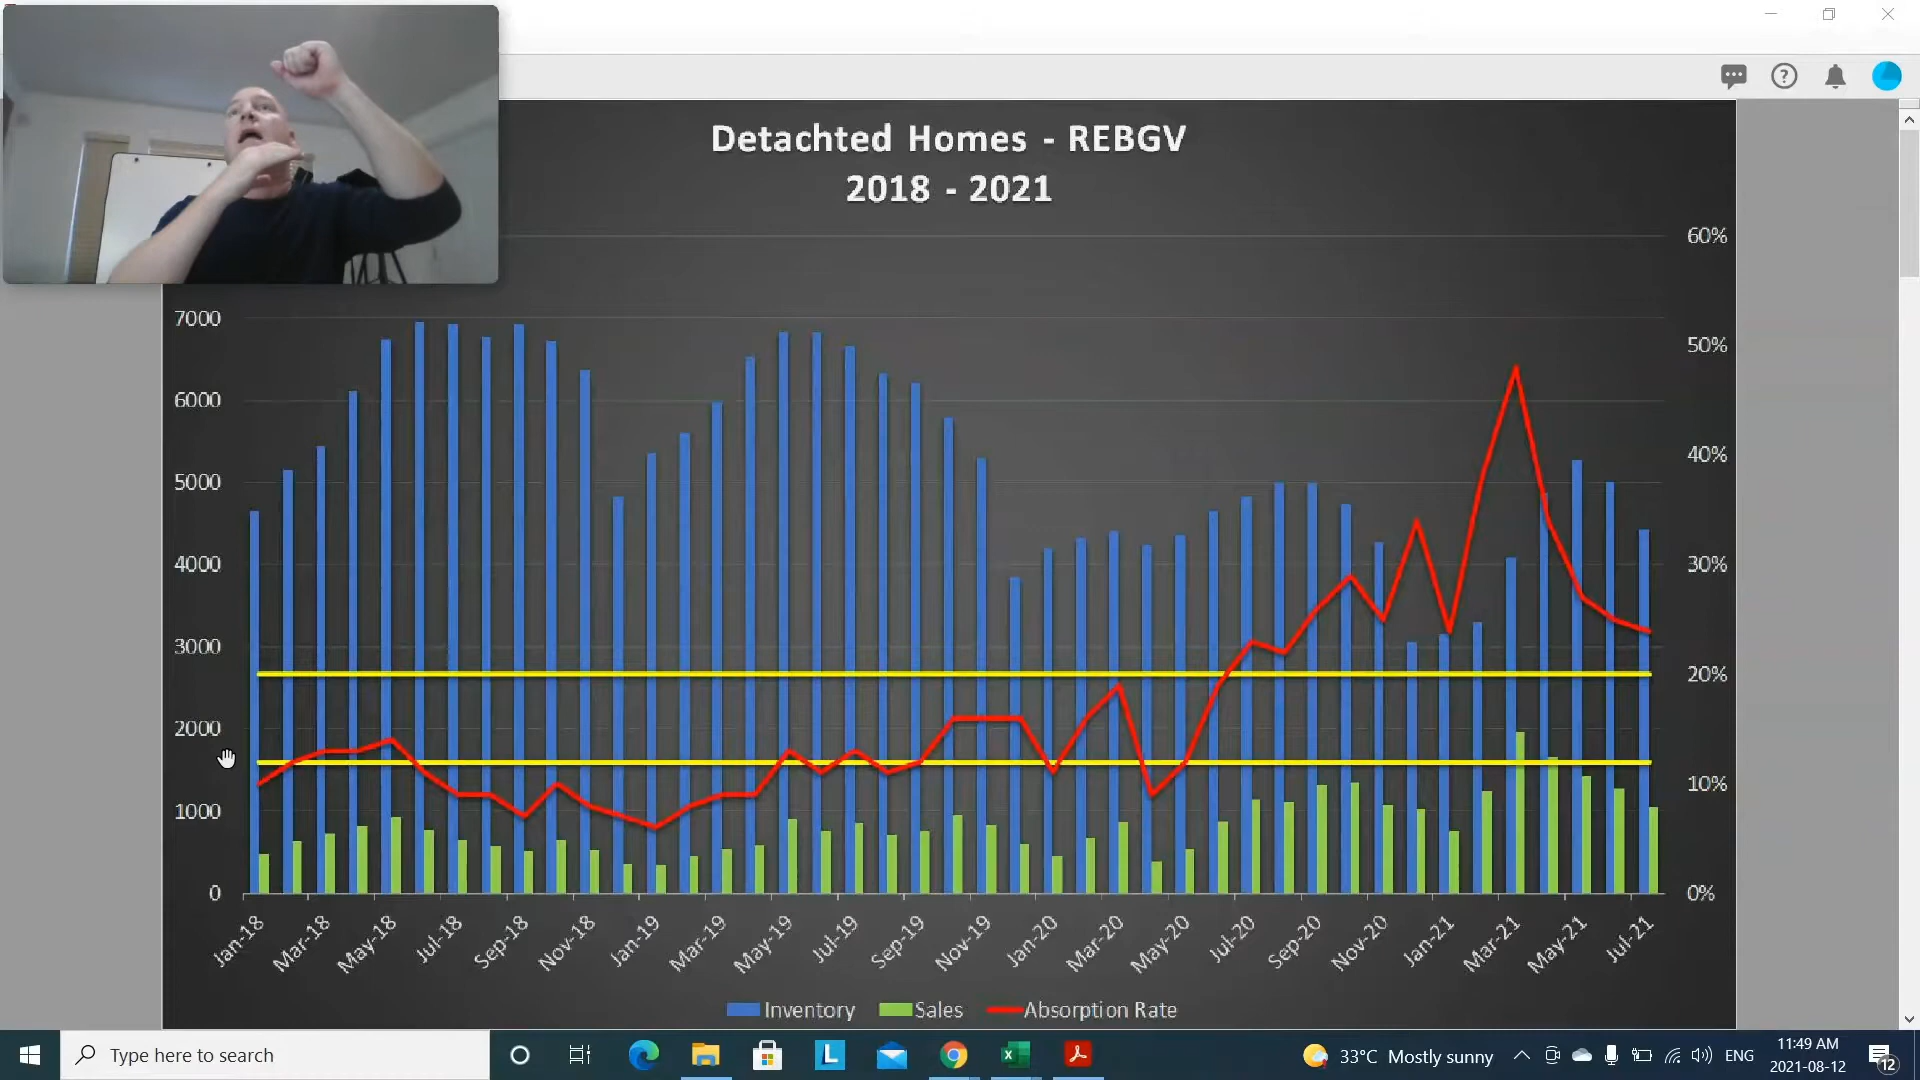 Detachted Homes - REBGV
2018 - 2021
60%
7000
50%
6000
40%
5000
4000
30%
3000
20%
2000
10%
1000
0
0%
Jan-18
Mar-18
May-18
Jul-18
Sep-18
Nov-18
Jan-19
Mar-19
May-19
Jul-19
Sep-19
Nov-19
Jan-20
Mar-20
May-20
Jul-20
Sep-20
Nov-20
Jan-21
Mar-21
May-21
Jul-21
Inventory Sales Absorption Rate
Type here to search
L
33°C Mostly sunny
ENG
11:49 AM
2021-08-12
12